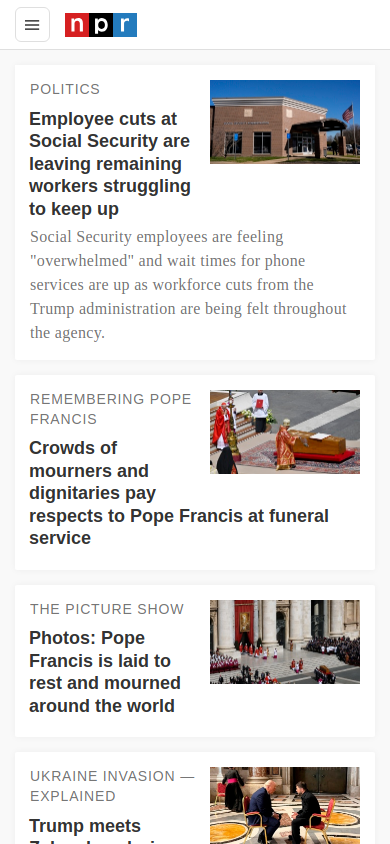 npr
POLITICS
Employee cuts at
Social Security are
leaving remaining
workers struggling
to keep up
Social Security employees are feeling
"overwhelmed" and wait times for phone
services are up as workforce cuts from the
Trump administration are being felt throughout
the agency.
REMEMBERING POPE
FRANCIS
Crowds of
mourners and
dignitaries pay
respects to Pope Francis at funeral
service
THE PICTURE SHOW
Photos: Pope
Francis is laid to
rest and mourned
around the world
UKRAINE INVASION —
EXPLAINED
Trump meets